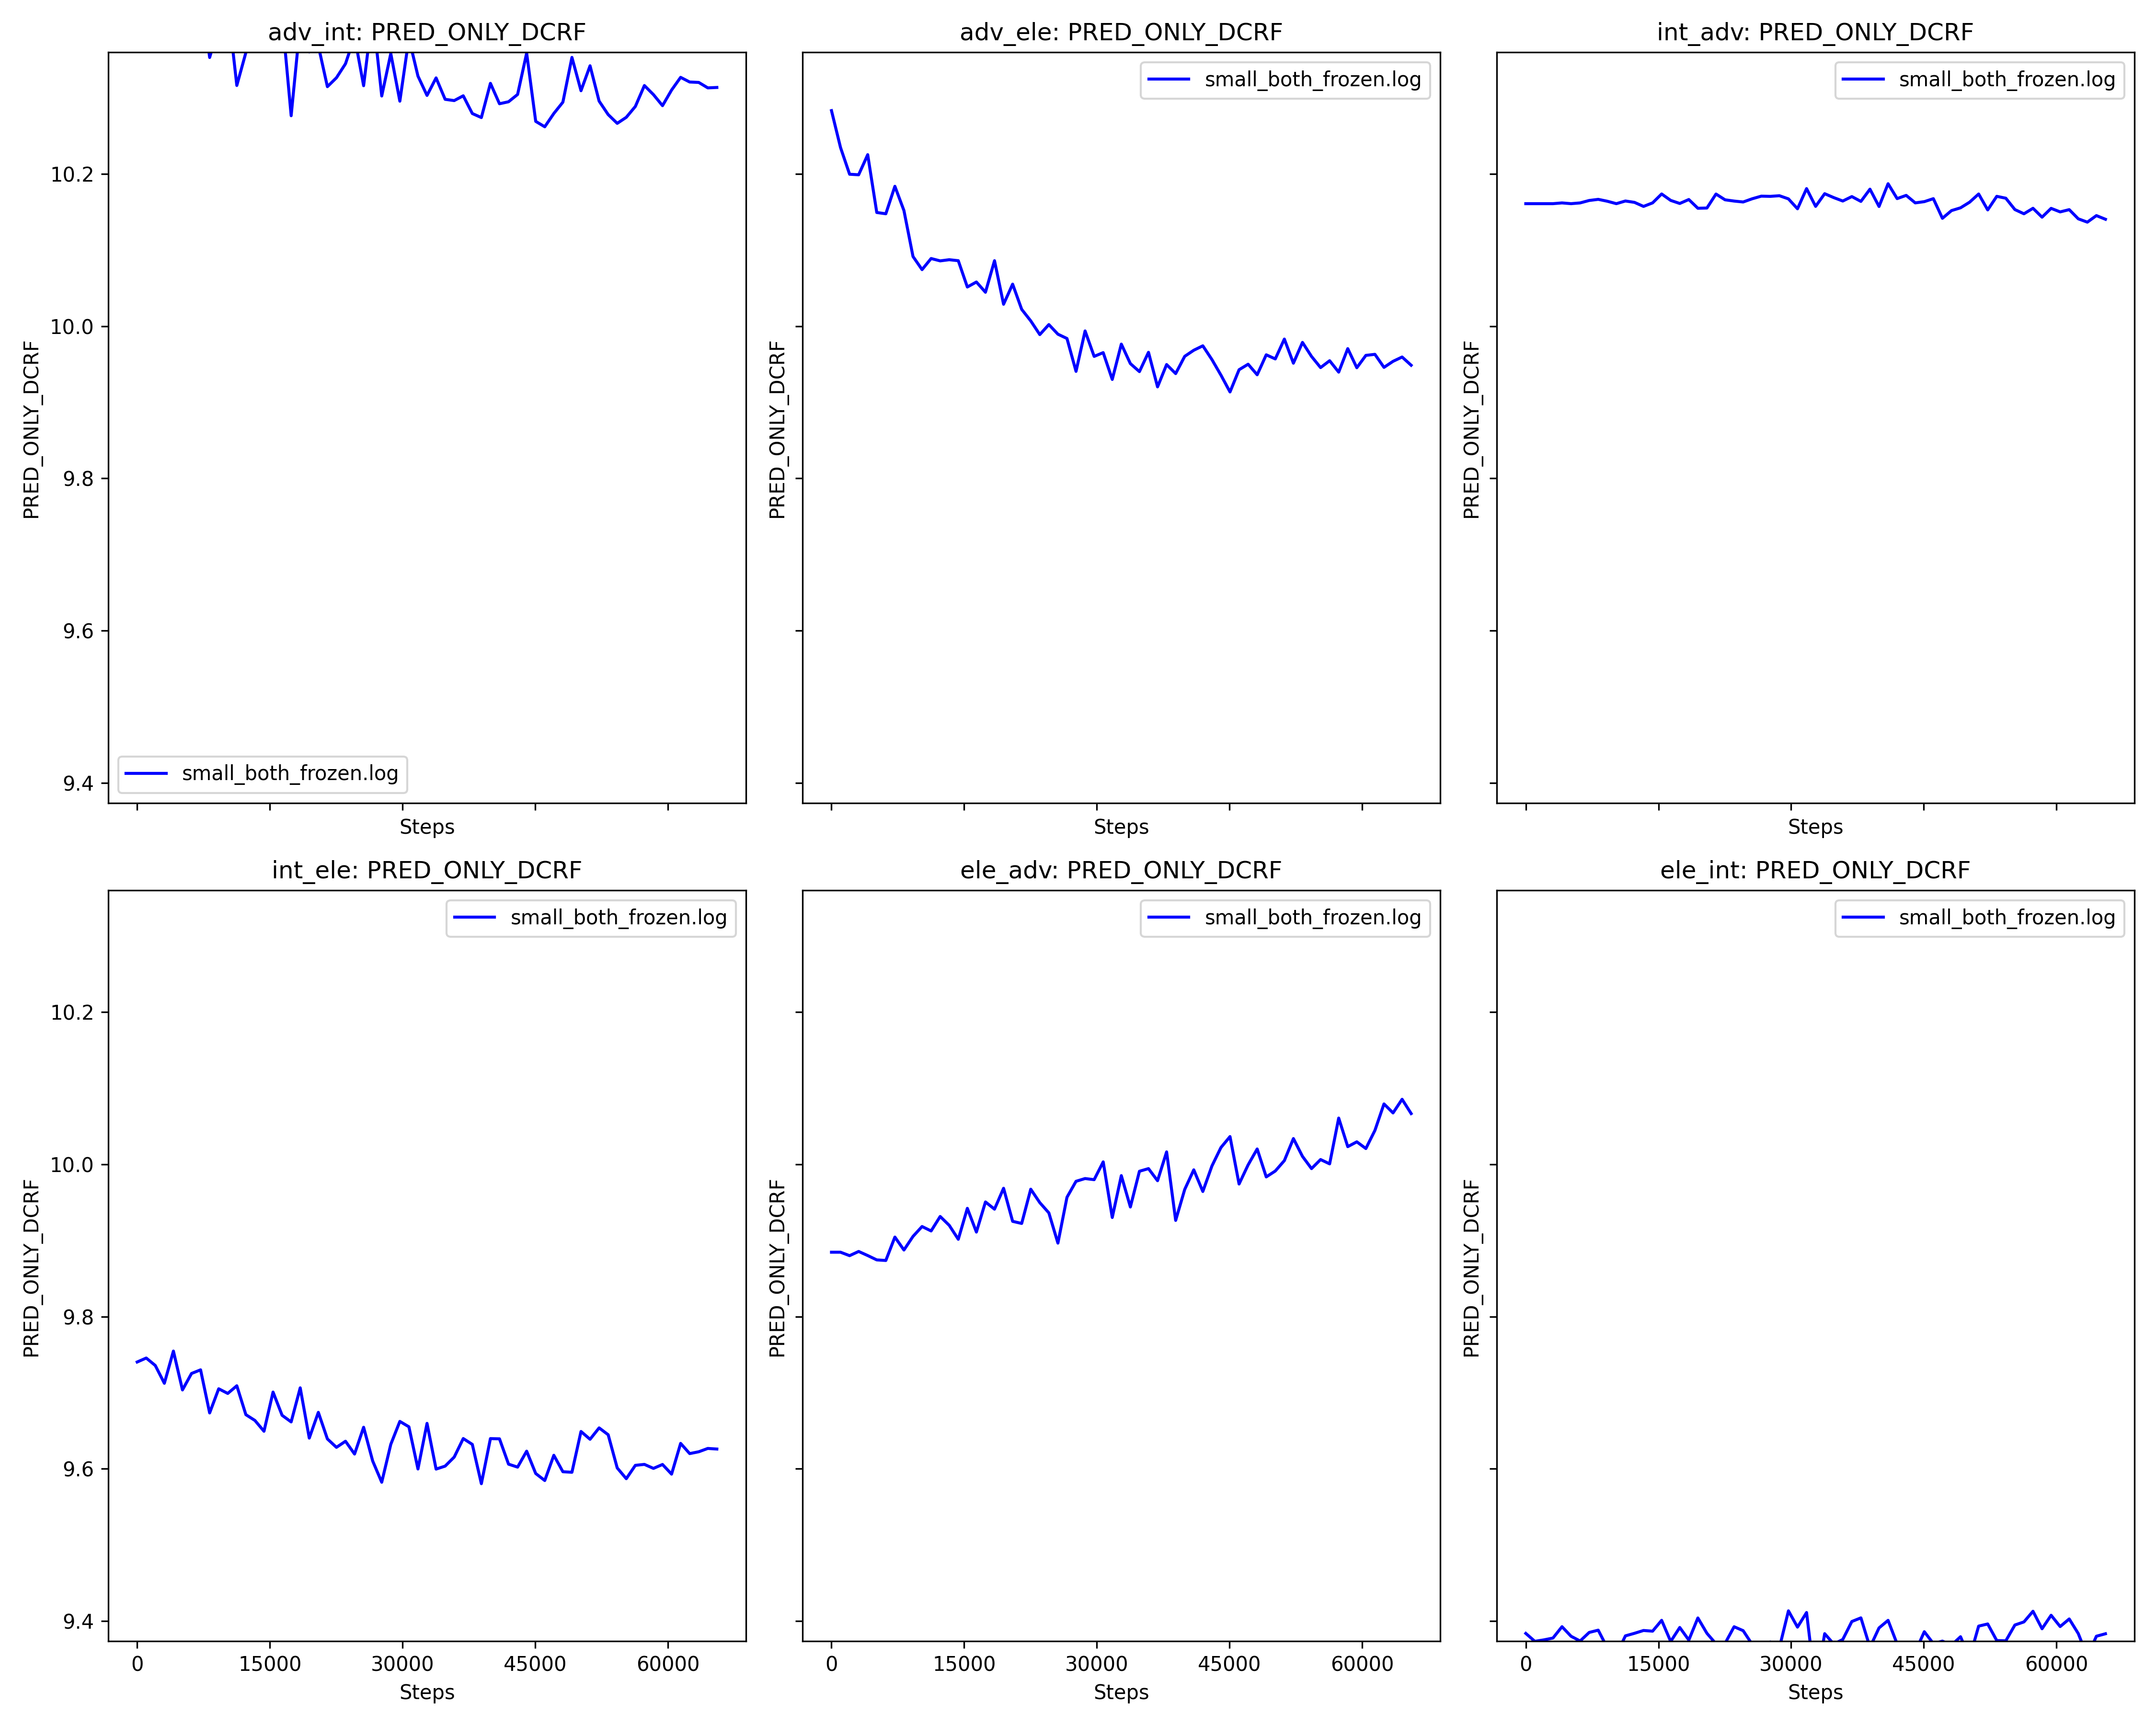 adv_int: PRED_ONLY_DCRF
adv_ele: PRED_ONLY_DCRF
int_adv: PRED_ONLY_DCRF
small_both_frozen.log
small_both_frozen.log
10.2
10.0
9.8
9.6
9.4
PRED_ONLY_DCRF
PRED_ONLY_DCRF
PRED_ONLY_DCRF
small_both_frozen.log
Steps
Steps
Steps
int_ele: PRED_ONLY_DCRF
ele_adv: PRED_ONLY_DCRF
ele_int: PRED_ONLY_DCRF
small_both_frozen.log
small_both_frozen.log
small_both_frozen.log
10.2
10.0
9.8
9.6
9.4
PRED_ONLY_DCRF
PRED_ONLY_DCRF
PRED_ONLY_DCRF
0 15000 30000 45000 60000
0 15000 30000 45000 60000
0 15000 30000 45000 60000
Steps
Steps
Steps